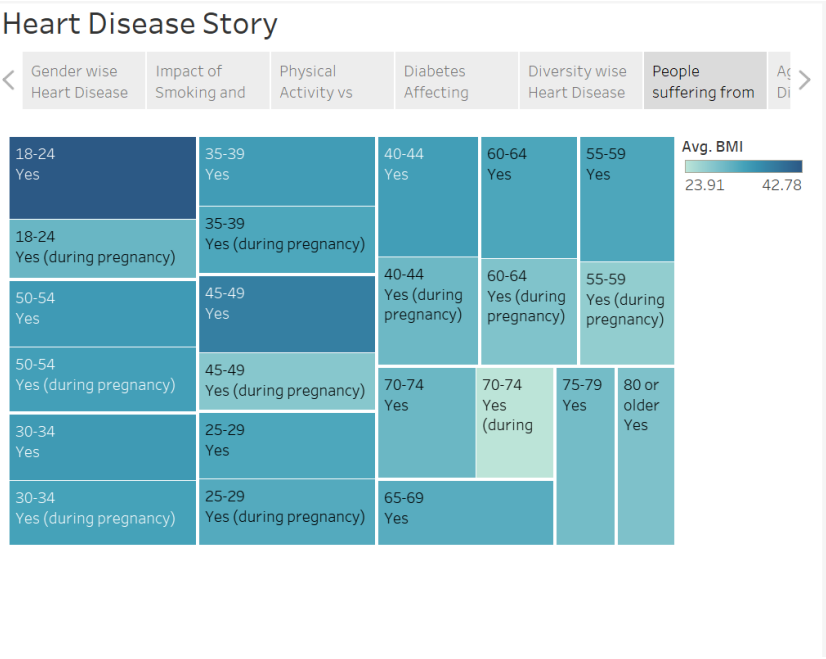 Heart Disease Story
Gender wise
Heart Disease
Impact of
Smoking and
Physical
Activity vs
Diabetes
Affecting
Diversity wise
Heart Disease
People
suffering from
18-24
Yes
18-24
Yes (during pregnancy)
50-54
Yes
50-54
Yes (during pregnancy)
30-34
Yes
30-34
Yes (during pregnancy)
35-39
Yes
35-39
Yes (during pregnancy)
45-49
Yes
45-49
Yes (during pregnancy)
25-29
Yes
25-29
Yes (during pregnancy)
40-44
Yes
40-44
Yes (during
pregnancy)
60-64
Yes
60-64
Yes (during
pregnancy)
55-59
Yes
55-59
Yes (during
pregnancy)
70-74
Yes
70-74
Yes
(during
75-79
Yes
80 or
older
Yes
65-69
Yes
Avg. BMI
23.91 42.78